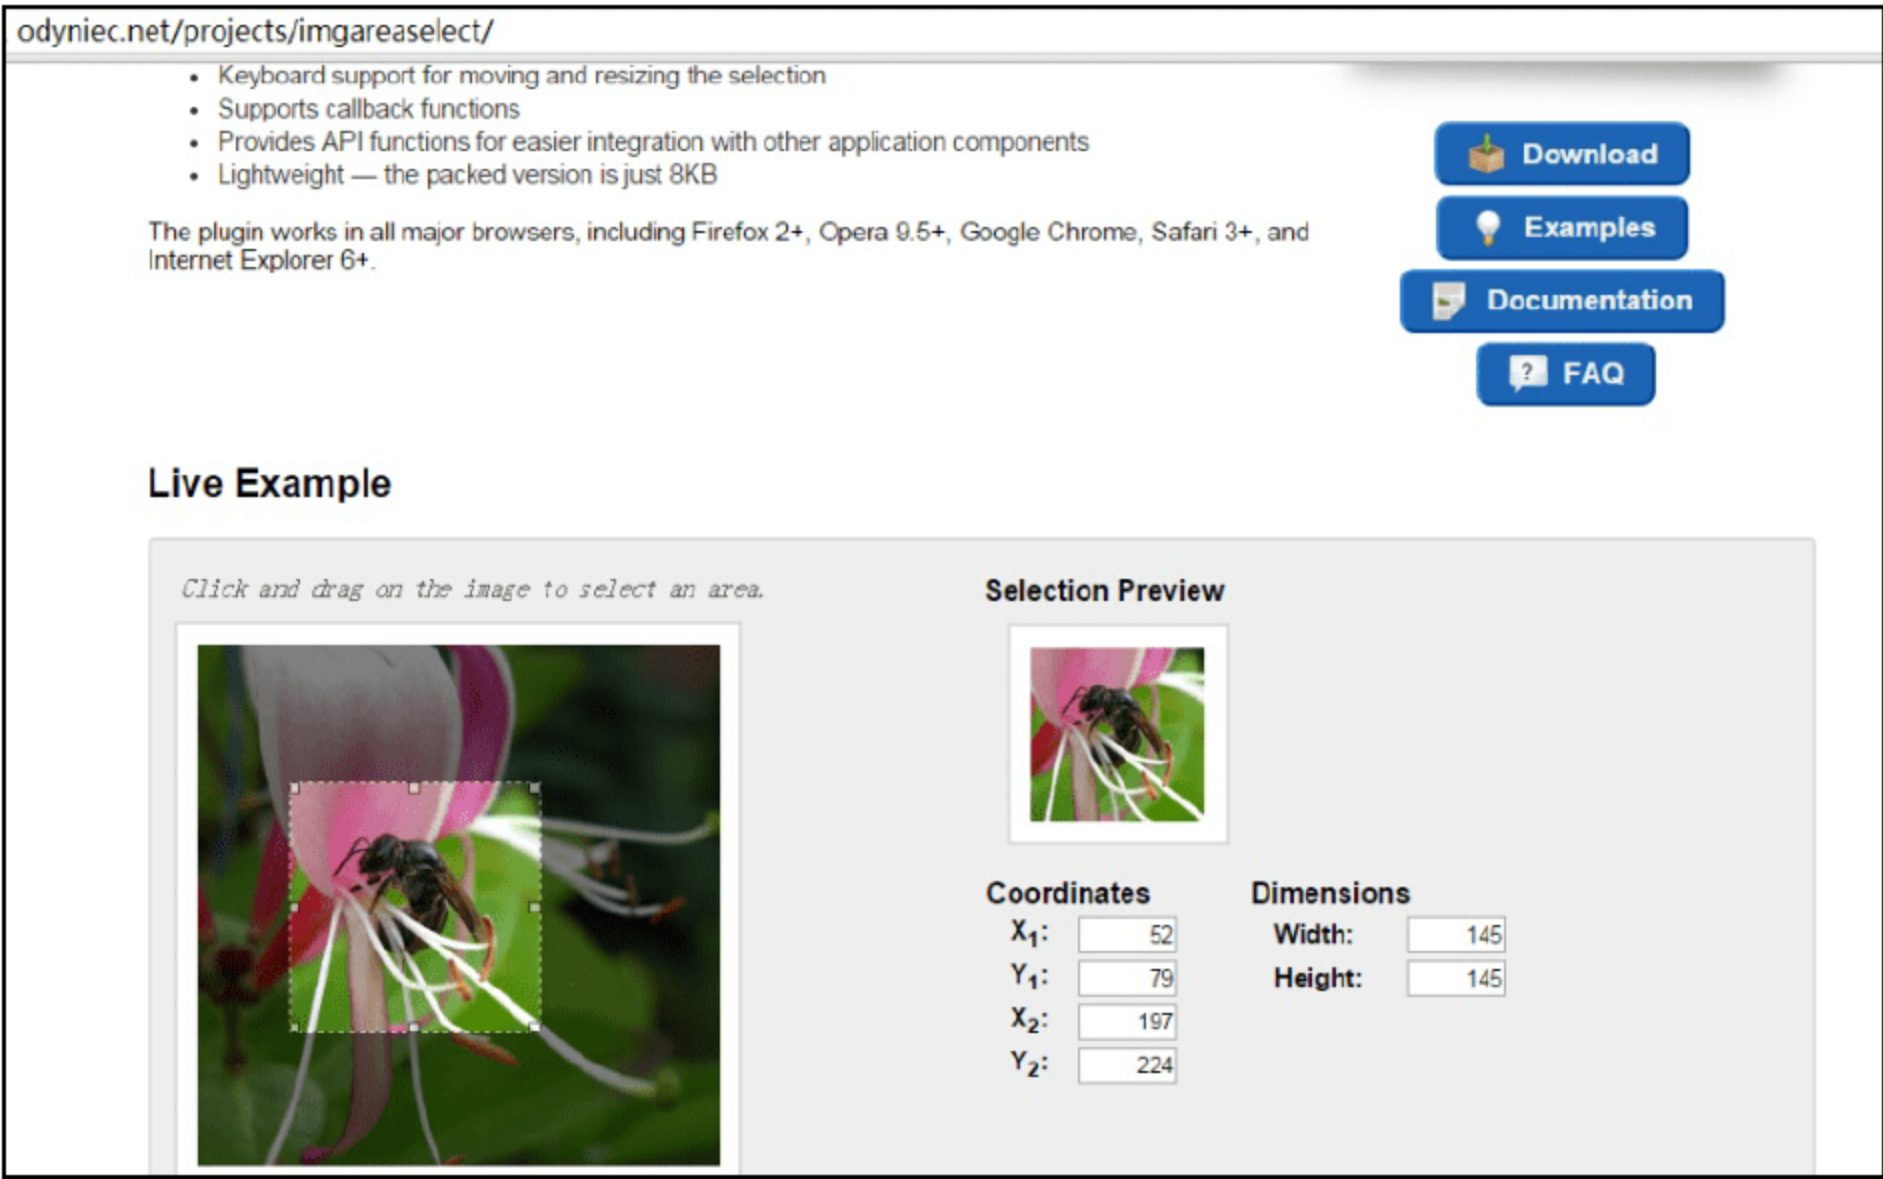 odyniec.net/projects/imgareaselect/
• Keyboard support for moving and resizing the selection
• Supports callback functions
• Provides API functions for easier integration with other application components
• Lightweight — the packed version is just 8KB
The plugin works in all major browsers, including Firefox 2+, Opera 9.5+, Google Chrome, Safari 3+, and
Internet Explorer 6+.
Download
Examples
Documentation
? FAQ
Live Example
Click and drag on the image to select an area.
Selection Preview
Coordinates
X1: 52
Y1: 79
X2: 197
Y2: 224
Dimensions
Width: 145
Height: 145